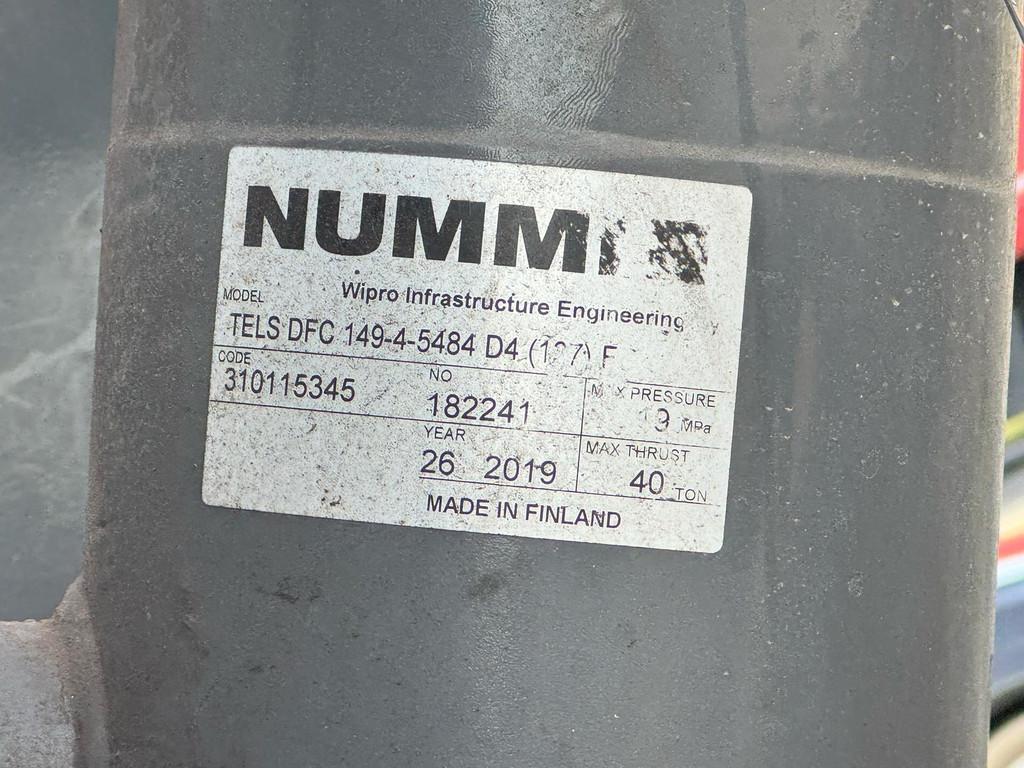 NUMMI
Wipro Infrastructure Engineering
MODEL
TELS DFC 149-4-5484 D4
CODE
310115345
NO
182241
MAX PRESSURE
MPa
YEAR
26 2019
MAX THRUST
40 TON
MADE IN FINLAND